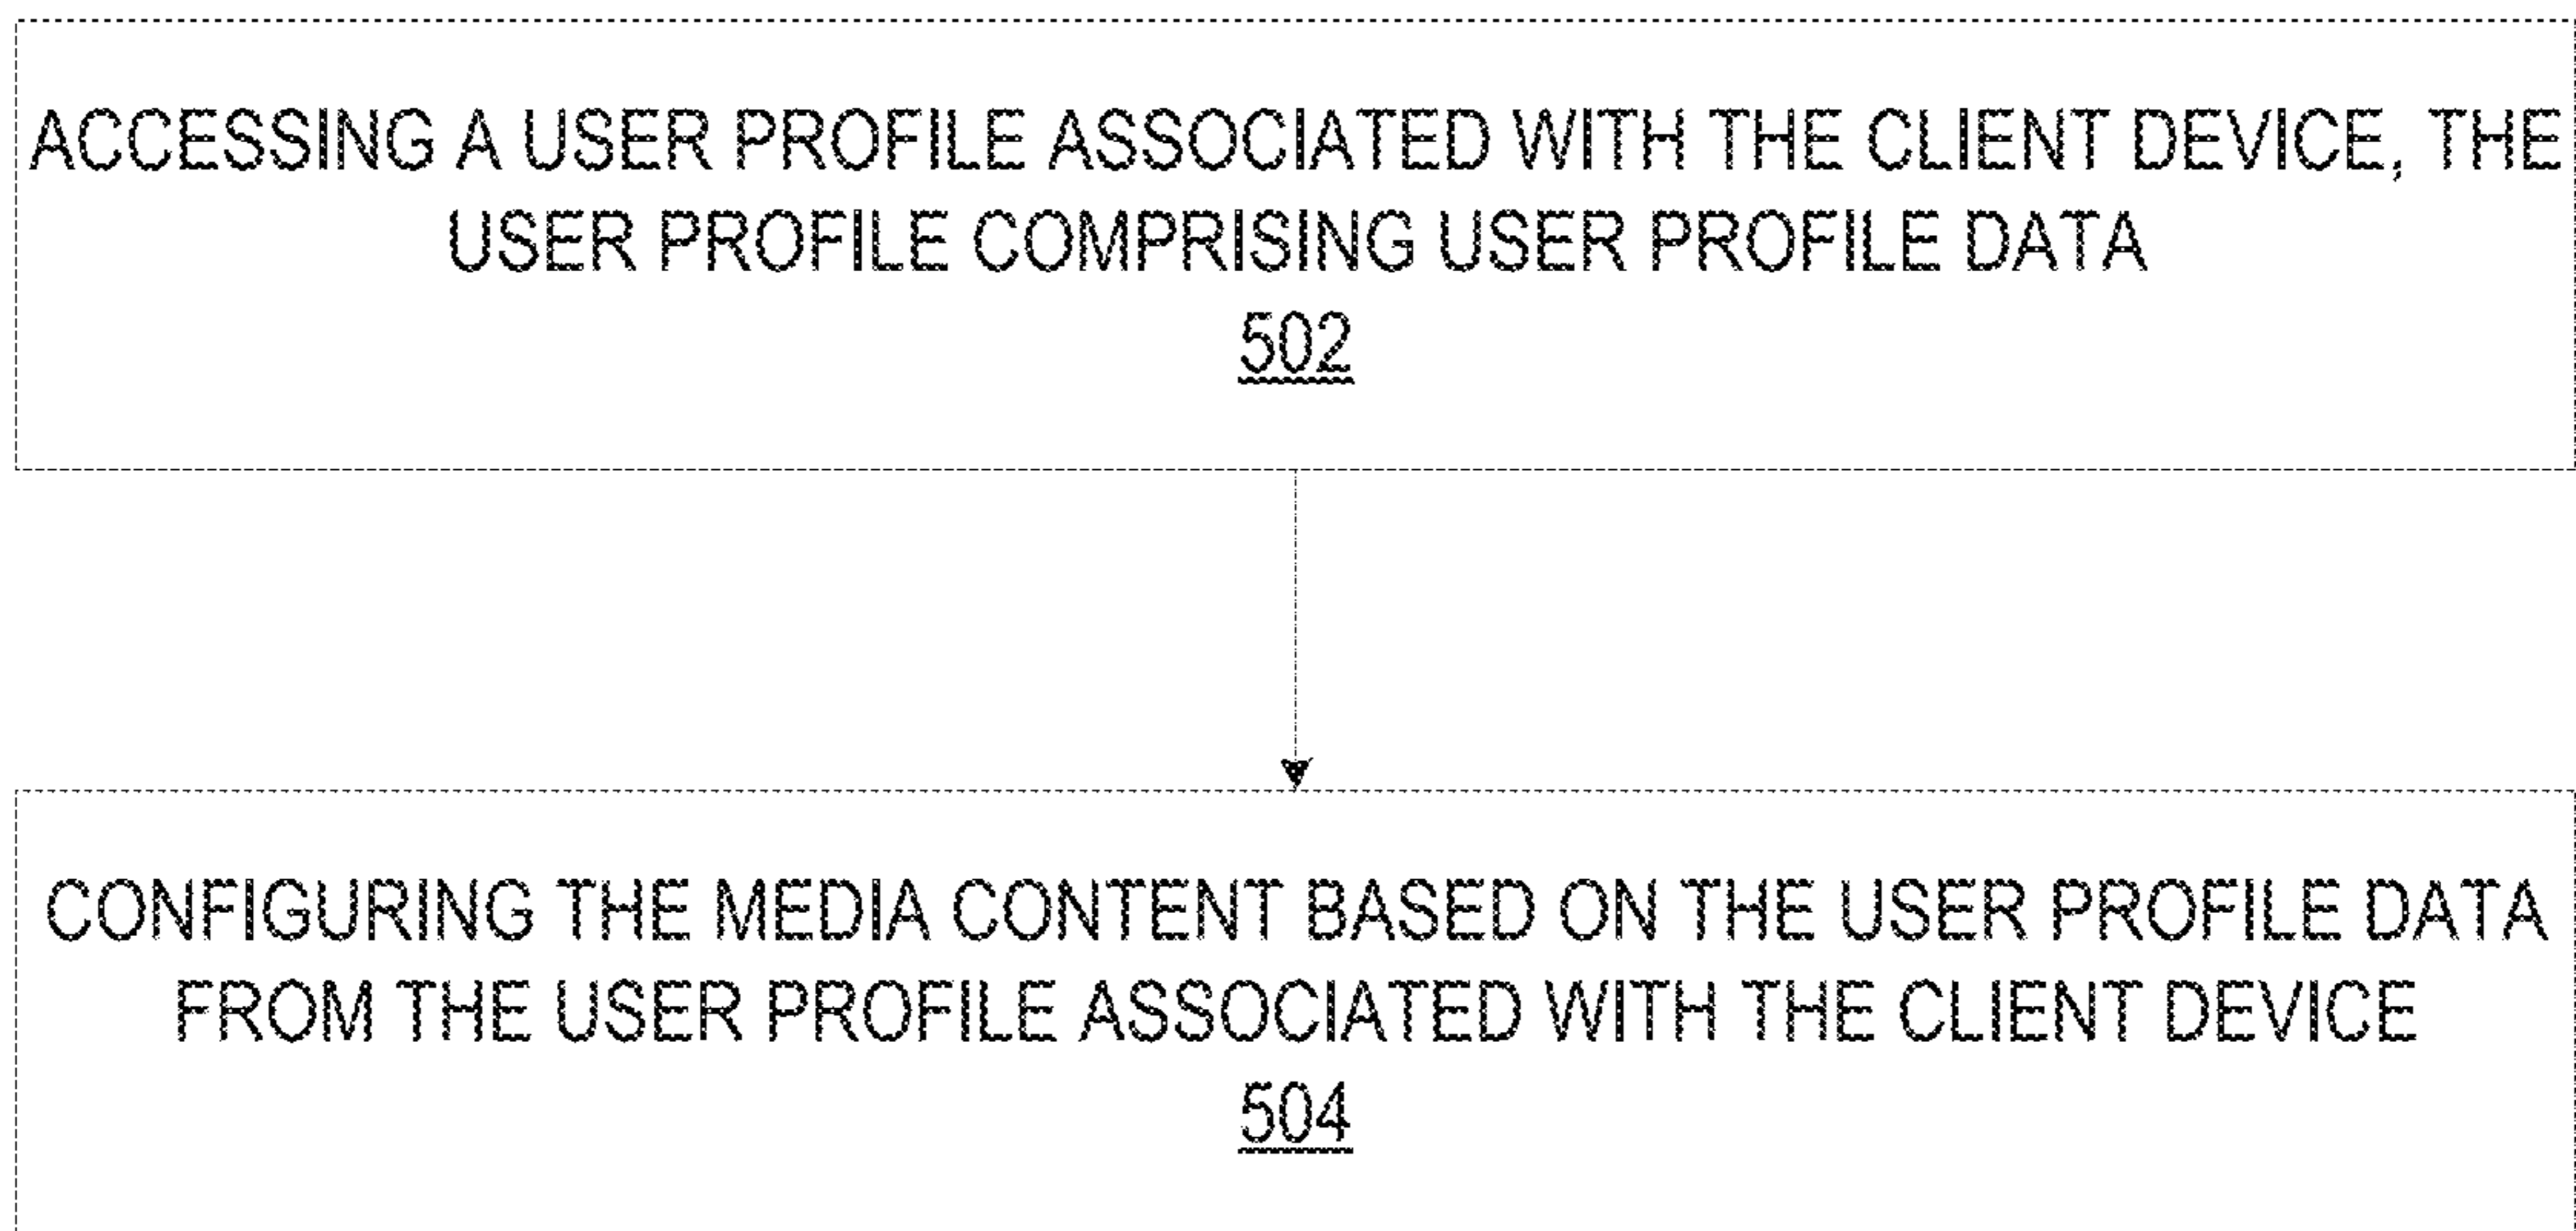 ACCESSING A USER PROFILE ASSOCIATED WITH THE CLIENT DEVICE, THE
USER PROFILE COMPRISING USER PROFILE DATA
502
CONFIGURING THE MEDIA CONTENT BASED ON THE USER PROFILE DATA
FROM THE USER PROFILE ASSOCIATED WITH THE CLIENT DEVICE
504